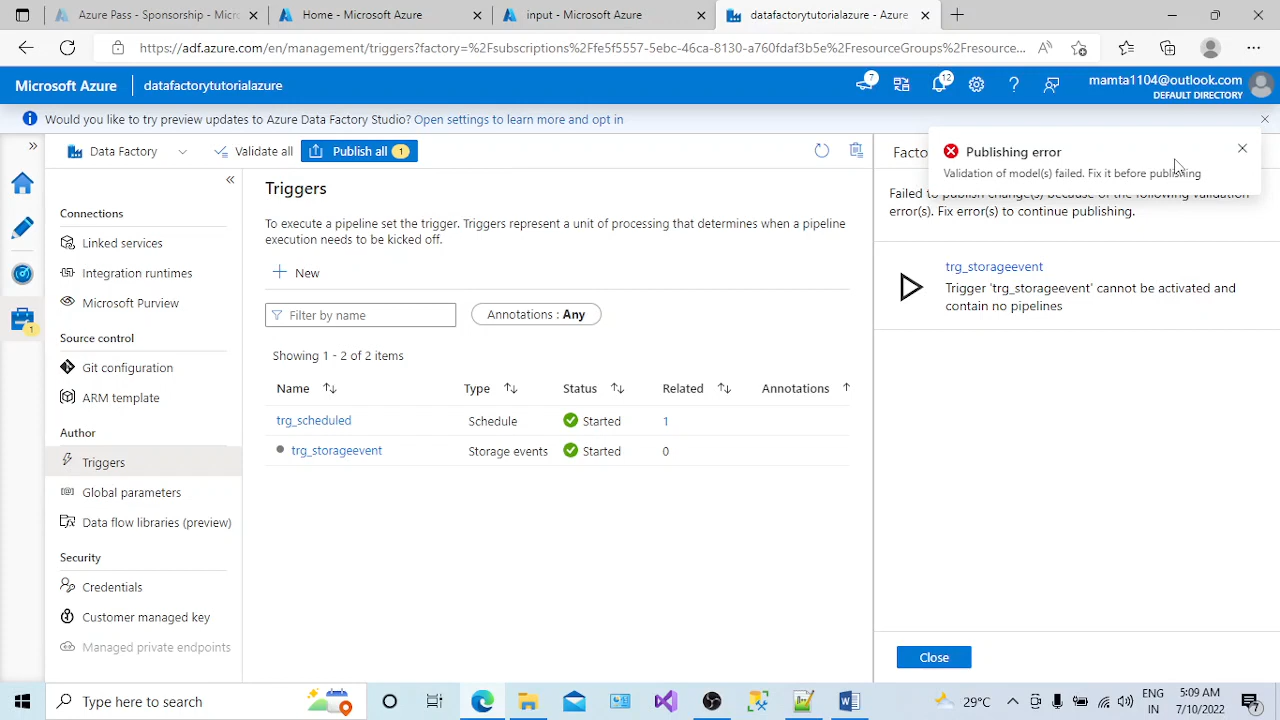 Azure Pass - Sponsorship - Micr
Home - Microsoft Azure
input - Microsoft Azure
datafactorytutorialazure - Azure
https://adf.azure.com/en/management/triggers?factory=%2Fsubscriptions%2Ffe5f5557-5ebc-46ca-8130-a760fdaf3b5e%2FresourceGroups%2Fresource...
Microsoft Azure
datafactorytutorialazure
7
12
mamta1104@outlook.com
DEFAULT DIRECTORY
Would you like to try preview updates to Azure Data Factory Studio? Open settings to learn more and opt in
Data Factory
Validate all
Publish all 1
Facto
Publishing error
Validation of model(s) failed. Fix it before publishing
Failed to publish change(s) because of the following validation
error(s). Fix error(s) to continue publishing.
trg_storageevent
Trigger 'trg_storageevent' cannot be activated and
contain no pipelines
Close
Connections
Linked services
Integration runtimes
Microsoft Purview
Source control
Git configuration
ARM template
Author
Triggers
Global parameters
Data flow libraries (preview)
Security
Credentials
Customer managed key
Managed private endpoints
1
Triggers
To execute a pipeline set the trigger. Triggers represent a unit of processing that determines when a pipeline
execution needs to be kicked off.
New
Filter by name
Annotations : Any
Showing 1 - 2 of 2 items
Name Type Status Related Annotations
trg_scheduled Schedule Started 1
trg_storageevent Storage events Started 0
Type here to search
29°C
ENG
IN
5:09 AM
7/10/2022
7